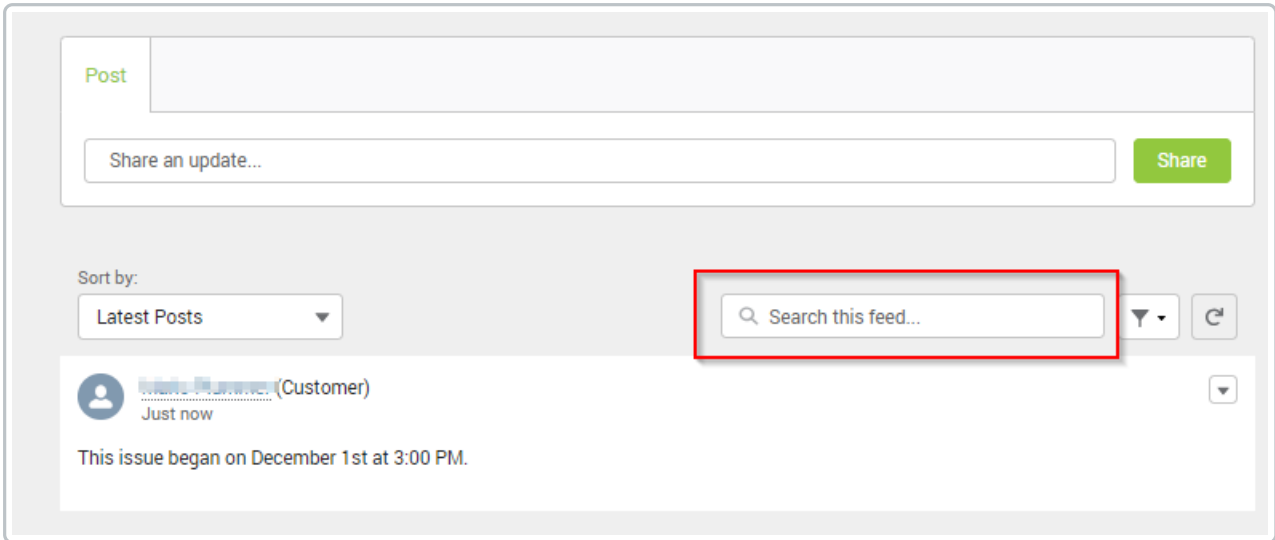 Post
Share an update...
Share
Sort by:
Latest Posts
Search this feed...
(Customer)
Just now
This issue began on December 1st at 3:00 PM.